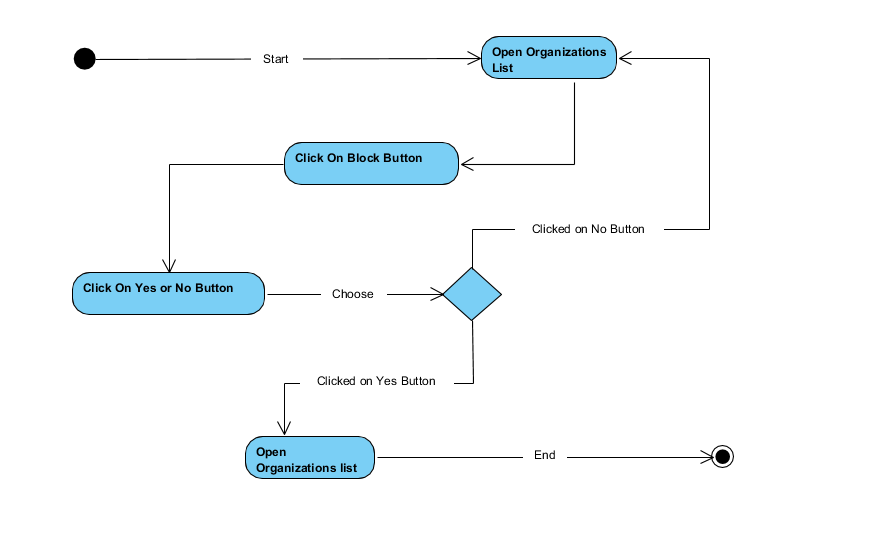 Start
Open Organizations
List
Click On Block Button
Clicked on No Button
Click On Yes or No Button
Choose
Clicked on Yes Button
Open
Organizations list
End